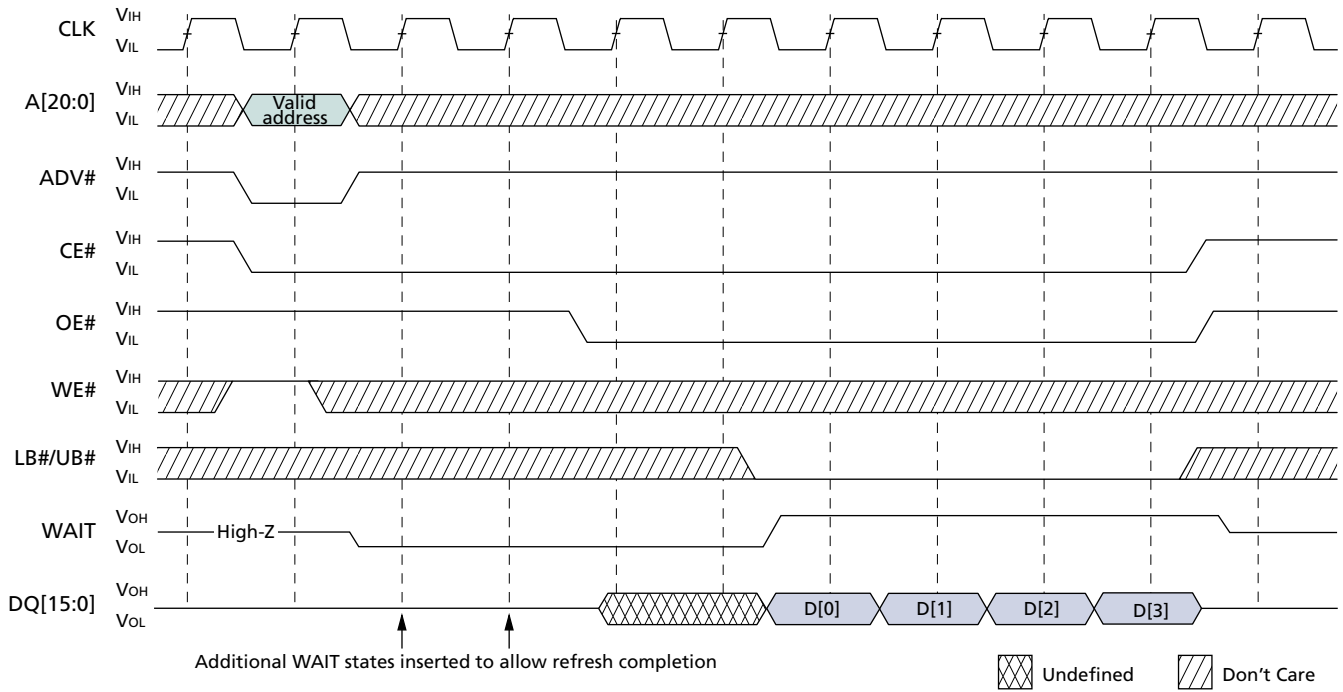 CLK VIH
VIL
A[20:0] VIH
VIL
Valid
address
ADV# VIH
VIL
CE# VIH
VIL
OE# VIH
VIL
WE# VIH
VIL
LB#/UB# VIH
VIL
WAIT VOH
VOL
High-Z
DQ[15:0] VOH
VOL
D[0] D[1] D[2] D[3]
Additional WAIT states inserted to allow refresh completion
Undefined Don't Care